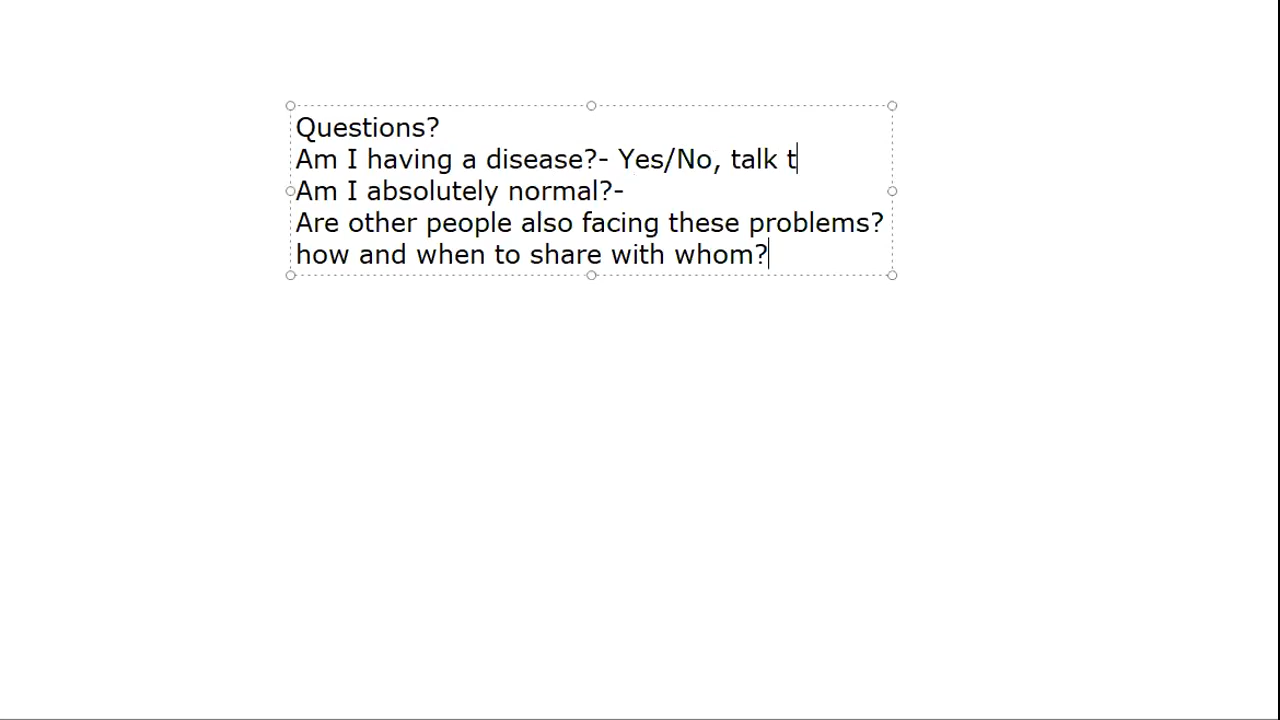 Questions?
Am I having a disease?- Yes/No, talk t
Am I absolutely normal?-
Are other people also facing these problems?
how and when to share with whom?